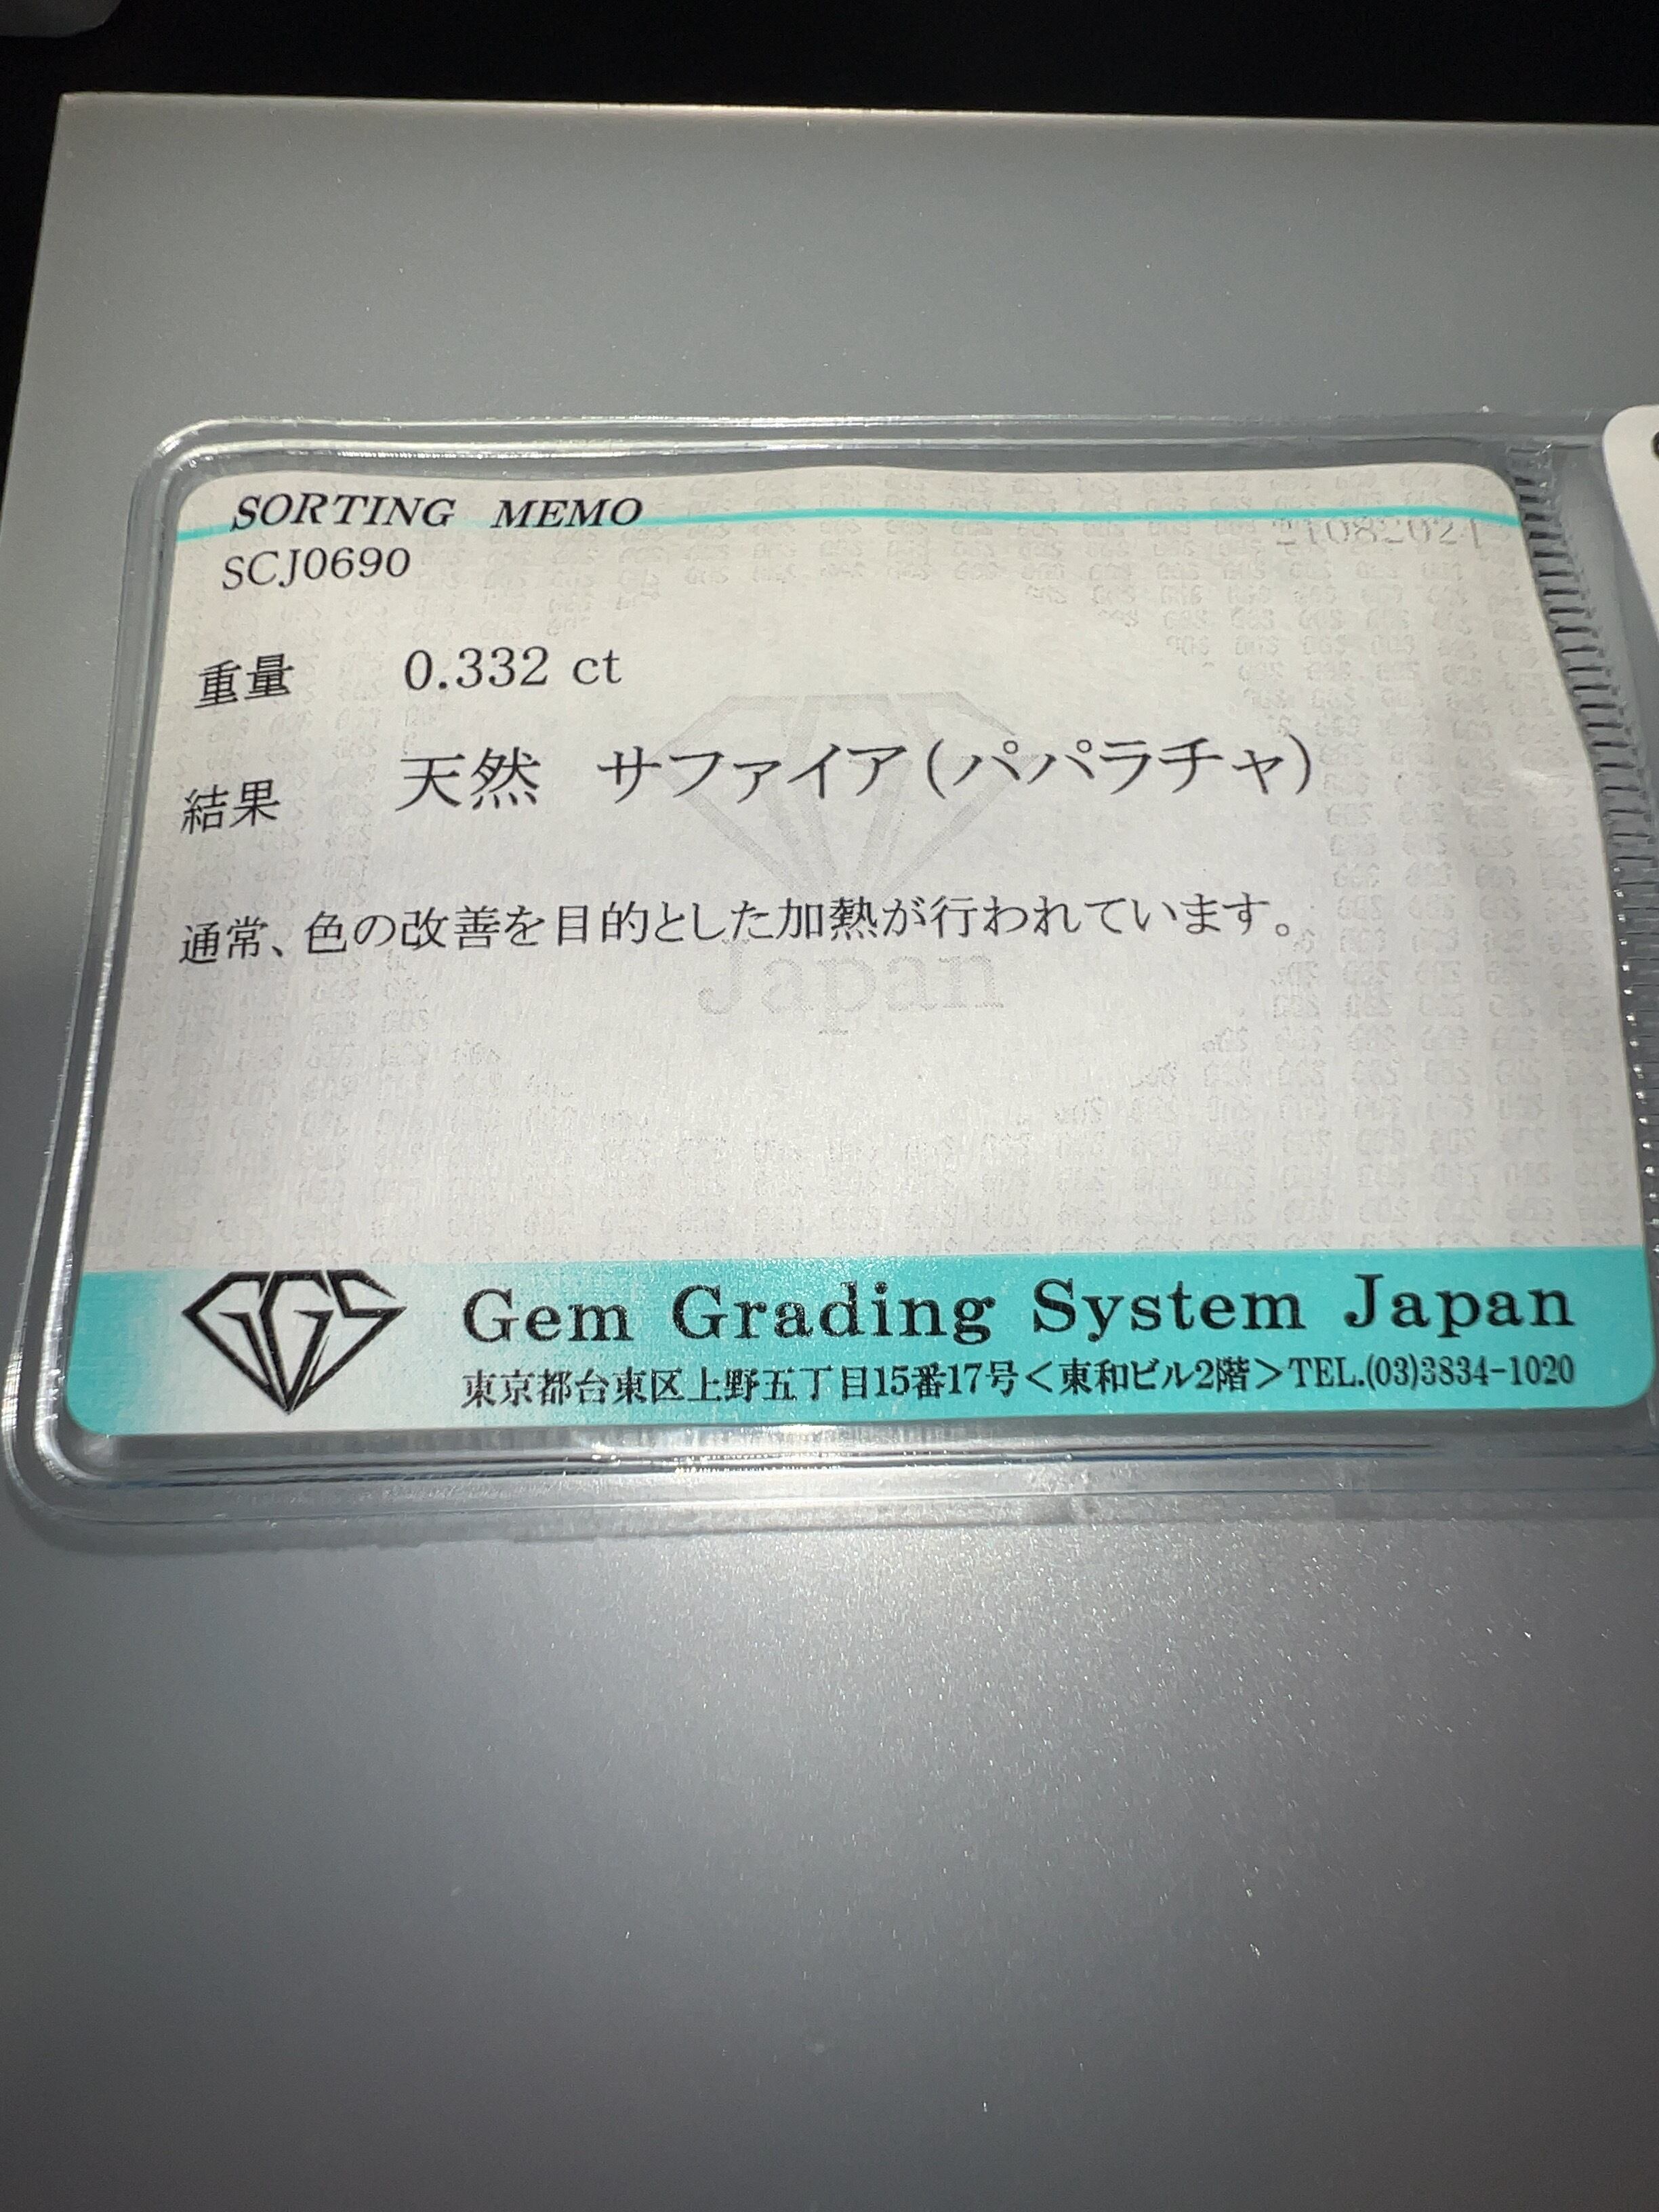 SORTING MEMO
21082024
SCJ0690
重量 0.332 ct
結果 天然 サファイア(パパラチャ)
通常、色の改善を目的とした加熱が行われています。
Japan
GGS Gem Grading System Japan
東京都台東区上野五丁目15番17号<東和ビル2階>TEL.(03)3834-1020